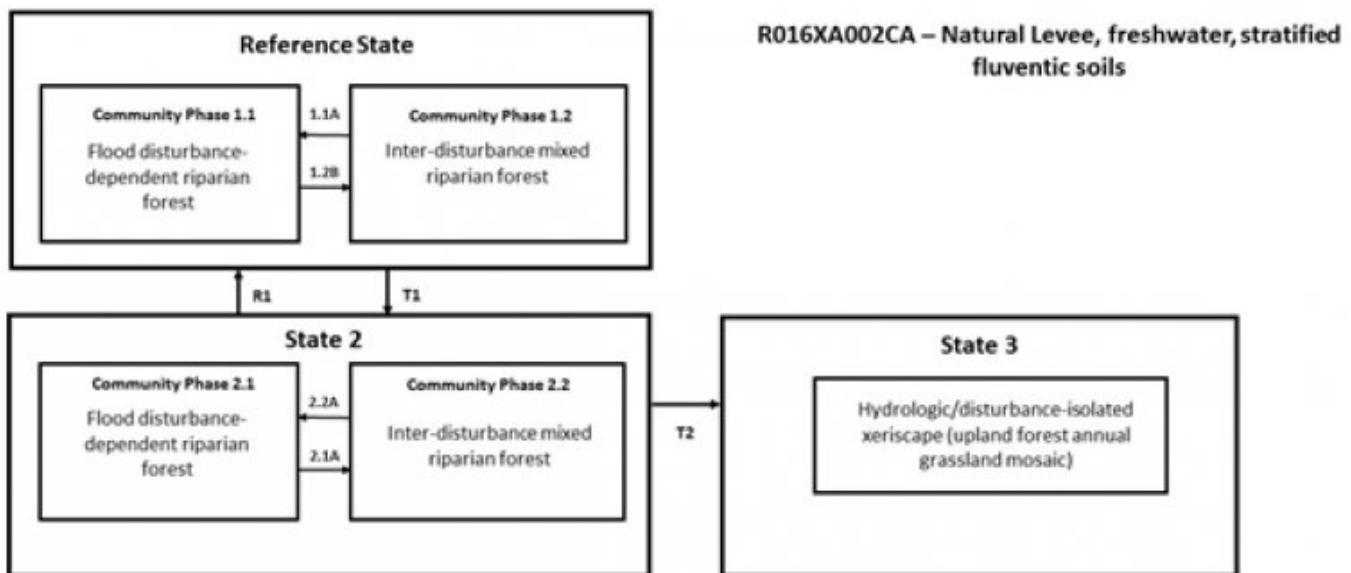 Reference State
R016XA002CA – Natural Levee, freshwater, stratified
fluventic soils
Community Phase 1.1
Flood disturbance-
dependent riparian
forest
1.1A
1.2B
Community Phase 1.2
Inter-disturbance mixed
riparian forest
R1
T1
State 2
Community Phase 2.1
Flood disturbance-
dependent riparian
forest
2.2A
2.1A
Community Phase 2.2
Inter-disturbance mixed
riparian forest
T2
State 3
Hydrologic/disturbance-isolated
xeriscape (upland forest annual
grassland mosaic)